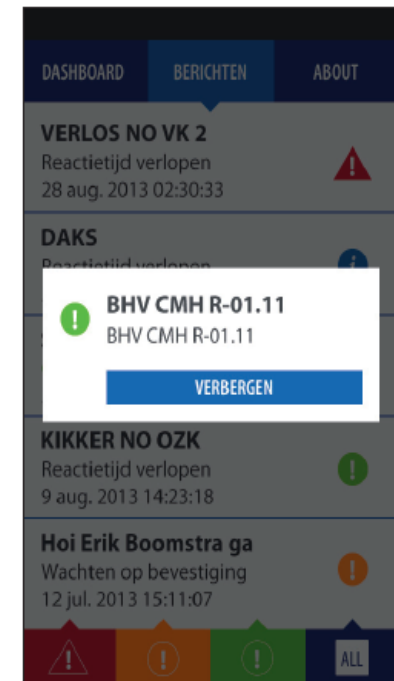 DASHBOARD BERICHTEN ABOUT
VERLOS NO VK 2
Reactietijd verlopen
28 aug. 2013 02:30:33
DAKS
Reactietijd verlopen
BHV CMH R-01.11
BHV CMH R-01.11
VERBERGEN
KIKKER NO OZK
Reactietijd verlopen
9 aug. 2013 14:23:18
Hoi Erik Boomstra ga
Wachten op bevestiging
12 jul. 2013 15:11:07
ALL